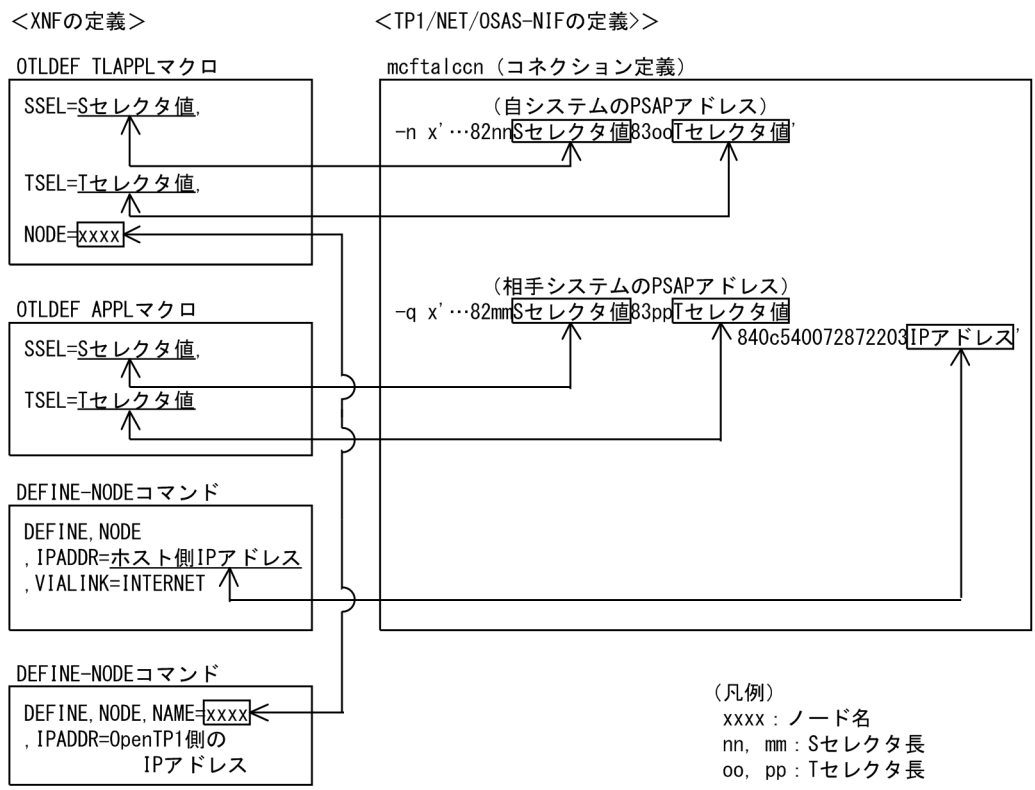 <XNFの定義>
<TP1/NET/OSAS-NIFの定義>>
OTLDEF TLAPPLマクロ
SSEL=Sセレクタ値,
TSEL=Tセレクタ値,
NODE=xxxx
OTLDEF APPLマクロ
SSEL=Sセレクタ値,
TSEL=Tセレクタ値
DEFINE-NODEコマンド
DEFINE,NODE
,IPADDR=ホスト側IPアドレス
,VIALINK=INTERNET
DEFINE-NODEコマンド
DEFINE,NODE,NAME=xxxx
,IPADDR=OpenTP1側の
IPアドレス
mcftalccn(コネクション定義)
(自システムのPSAPアドレス)
-n x'…82nnSセレクタ値83ooTセレクタ値'
(相手システムのPSAPアドレス)
-q x'…82mmSセレクタ値83ppTセレクタ値
840c540072872203IPアドレス'
(凡例)
xxxx:ノード名
nn, mm:Sセレクタ長
oo, pp:Tセレクタ長